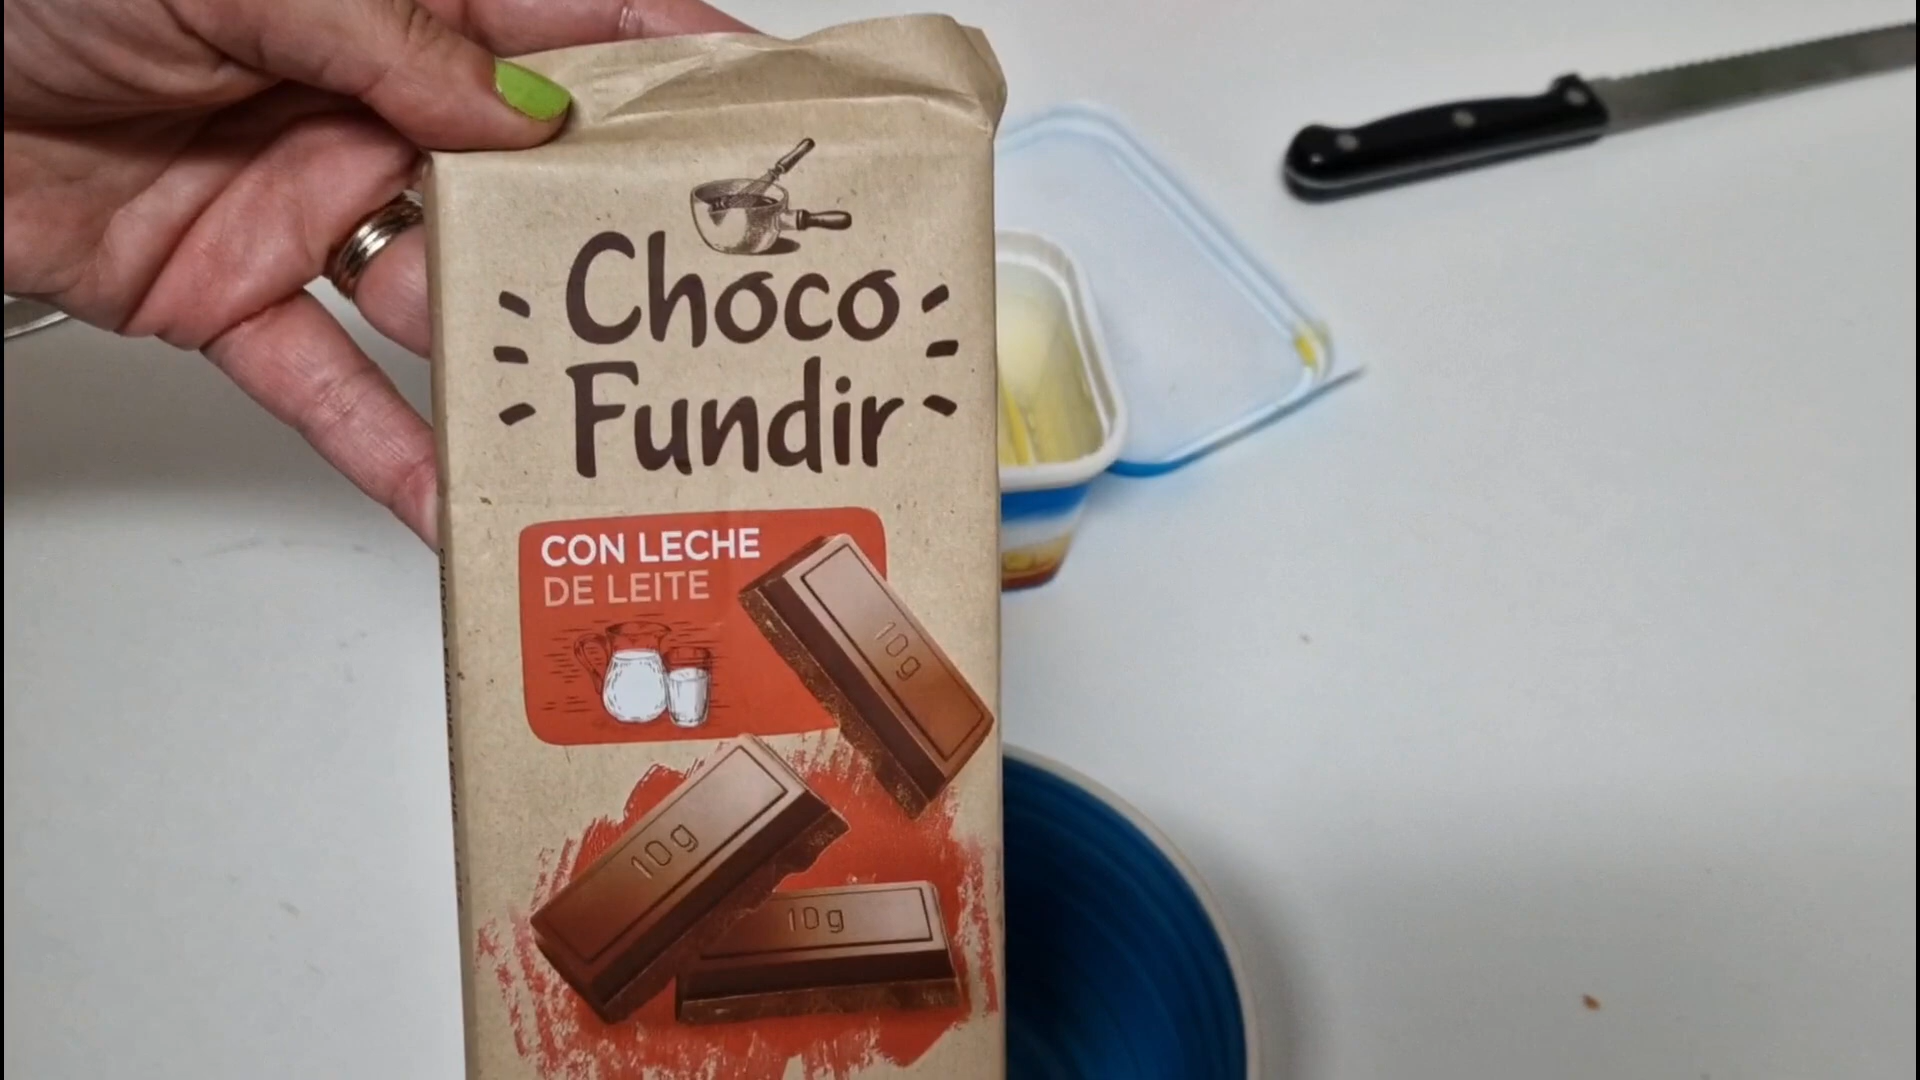 Choco
Fundir
CON LECHE
DE LEITE
10g
10g
10g